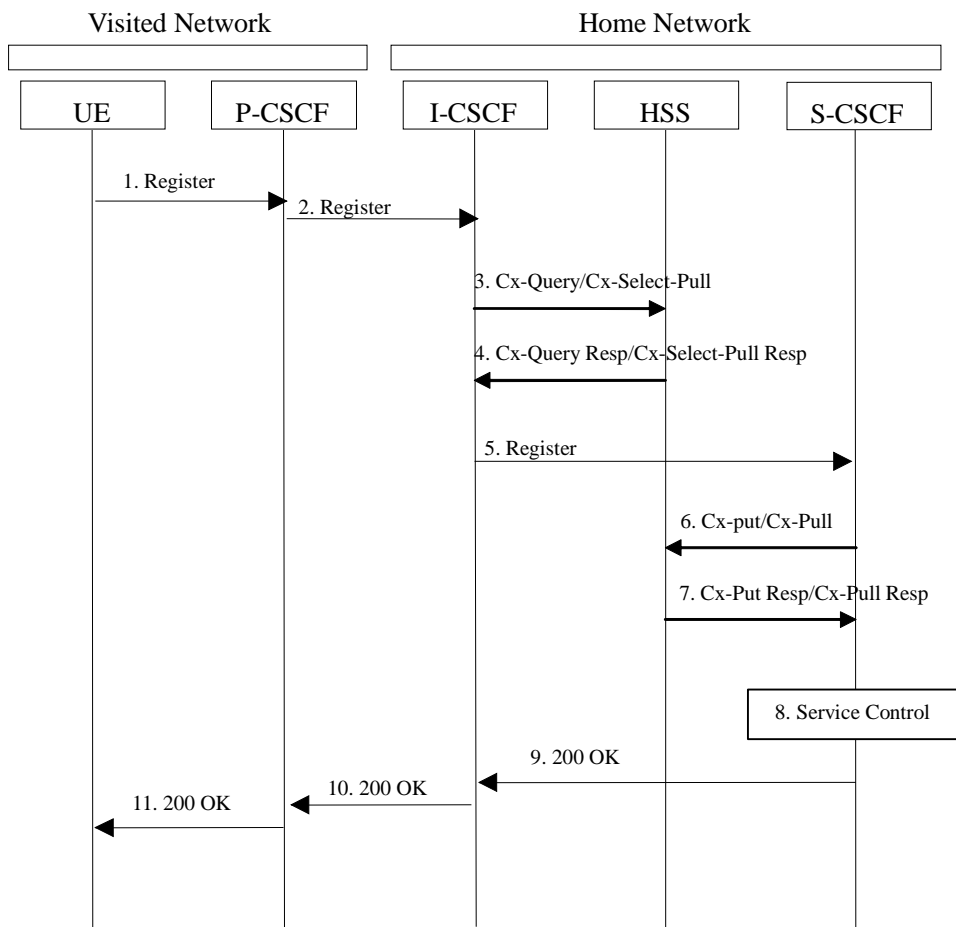 Visited Network
Home Network
UE
P-CSCF
I-CSCF
HSS
S-CSCF
1. Register
2. Register
3. Cx-Query/Cx-Select-Pull
4. Cx-Query Resp/Cx-Select-Pull Resp
5. Register
6. Cx-put/Cx-Pull
7. Cx-Put Resp/Cx-Pull Resp
8. Service Control
9. 200 OK
10. 200 OK
11. 200 OK